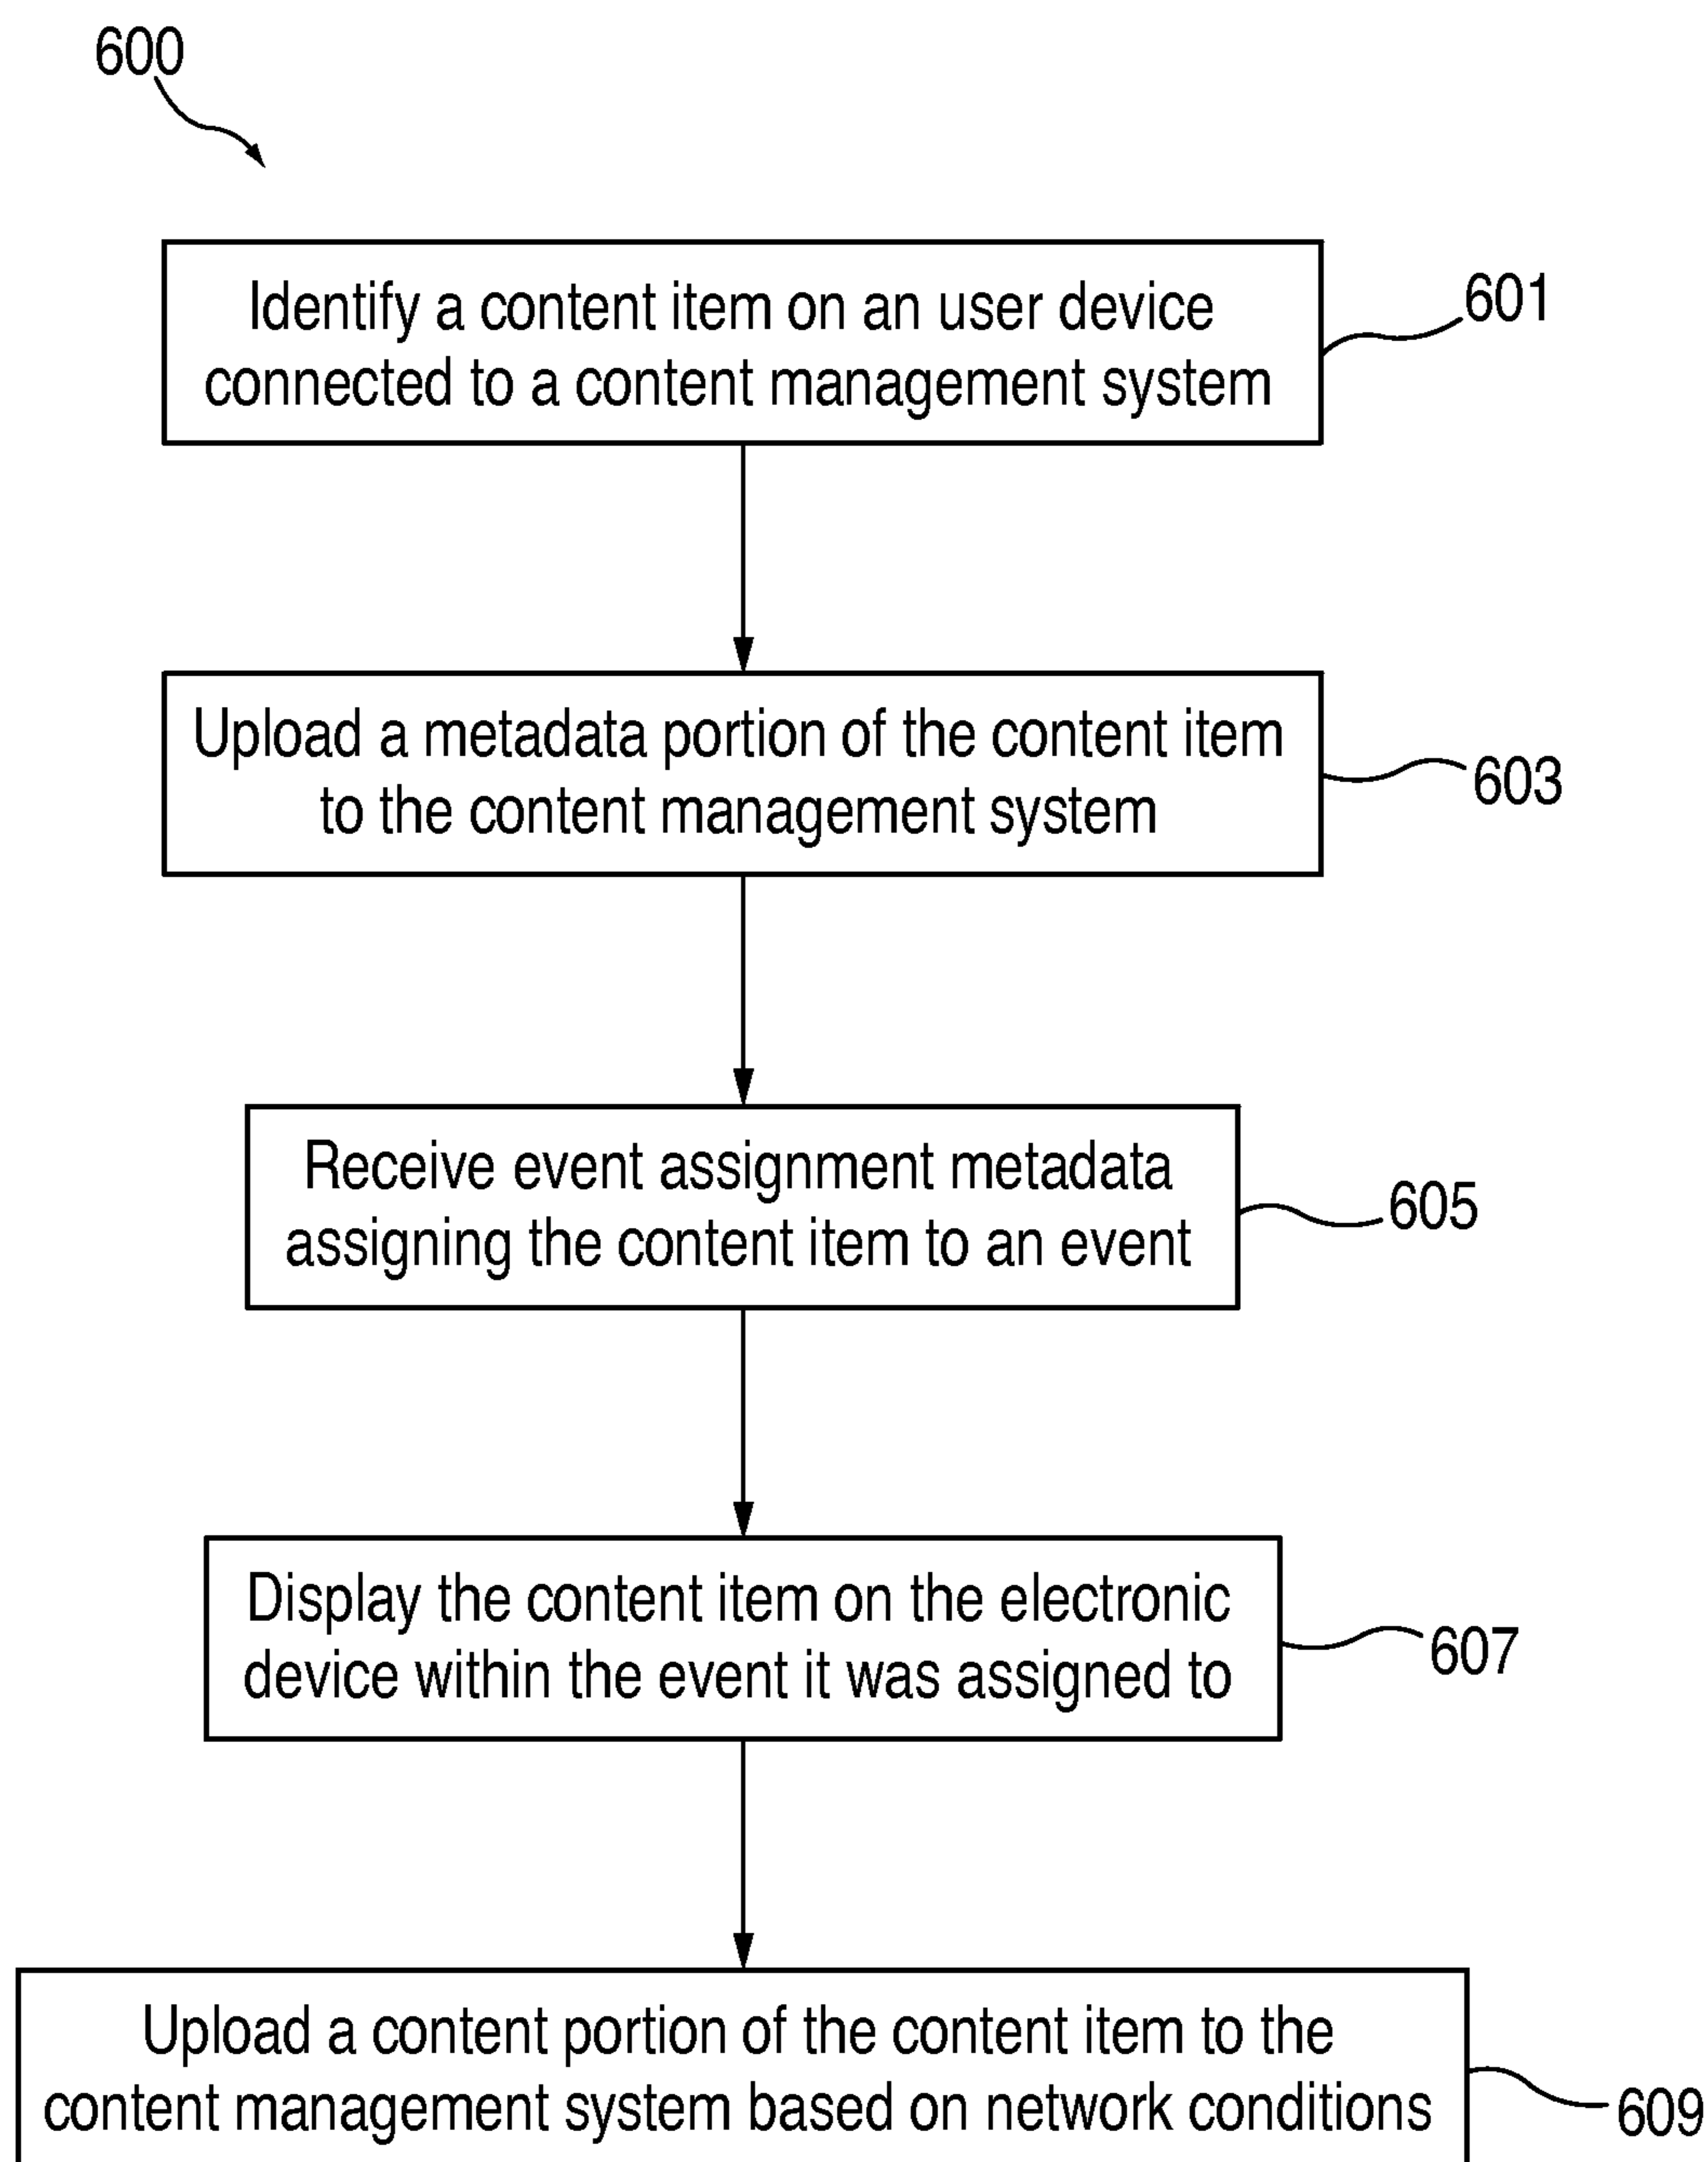 600
Identify a content item on an user device
connected to a content management system
601
Upload a metadata portion of the content item
to the content management system
603
Receive event assignment metadata
assigning the content item to an event
605
Display the content item on the electronic
device within the event it was assigned to
607
Upload a content portion of the content item to the
content management system based on network conditions
609